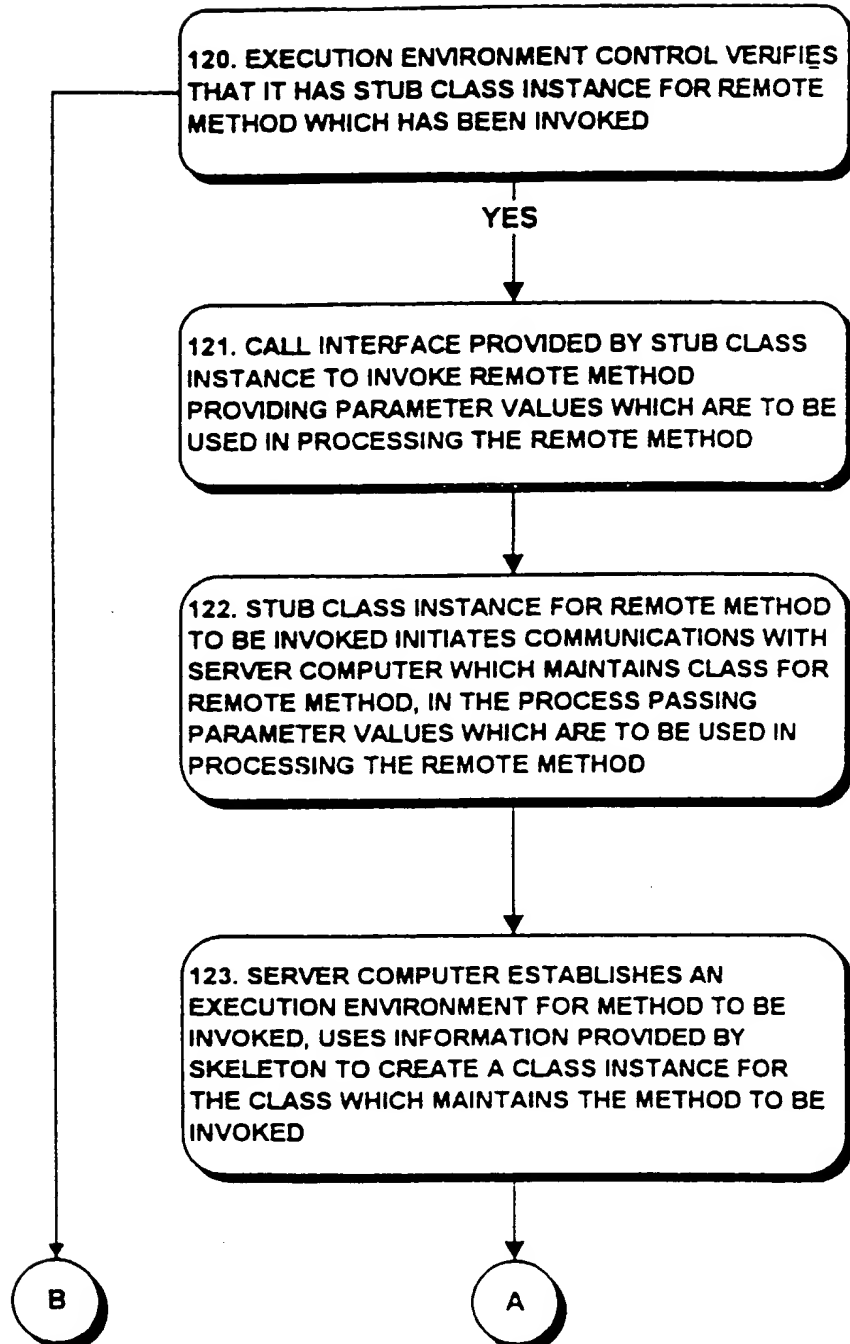 120. EXECUTION ENVIRONMENT CONTROL VERIFIES
THAT IT HAS STUB CLASS INSTANCE FOR REMOTE
METHOD WHICH HAS BEEN INVOKED
YES
121. CALL INTERFACE PROVIDED BY STUB CLASS
INSTANCE TO INVOKE REMOTE METHOD
PROVIDING PARAMETER VALUES WHICH ARE TO BE
USED IN PROCESSING THE REMOTE METHOD
122. STUB CLASS INSTANCE FOR REMOTE METHOD
TO BE INVOKED INITIATES COMMUNICATIONS WITH
SERVER COMPUTER WHICH MAINTAINS CLASS FOR
REMOTE METHOD, IN THE PROCESS PASSING
PARAMETER VALUES WHICH ARE TO BE USED IN
PROCESSING THE REMOTE METHOD
123. SERVER COMPUTER ESTABLISHES AN
EXECUTION ENVIRONMENT FOR METHOD TO BE
INVOKED, USES INFORMATION PROVIDED BY
SKELETON TO CREATE A CLASS INSTANCE FOR
THE CLASS WHICH MAINTAINS THE METHOD TO BE
INVOKED
B
A